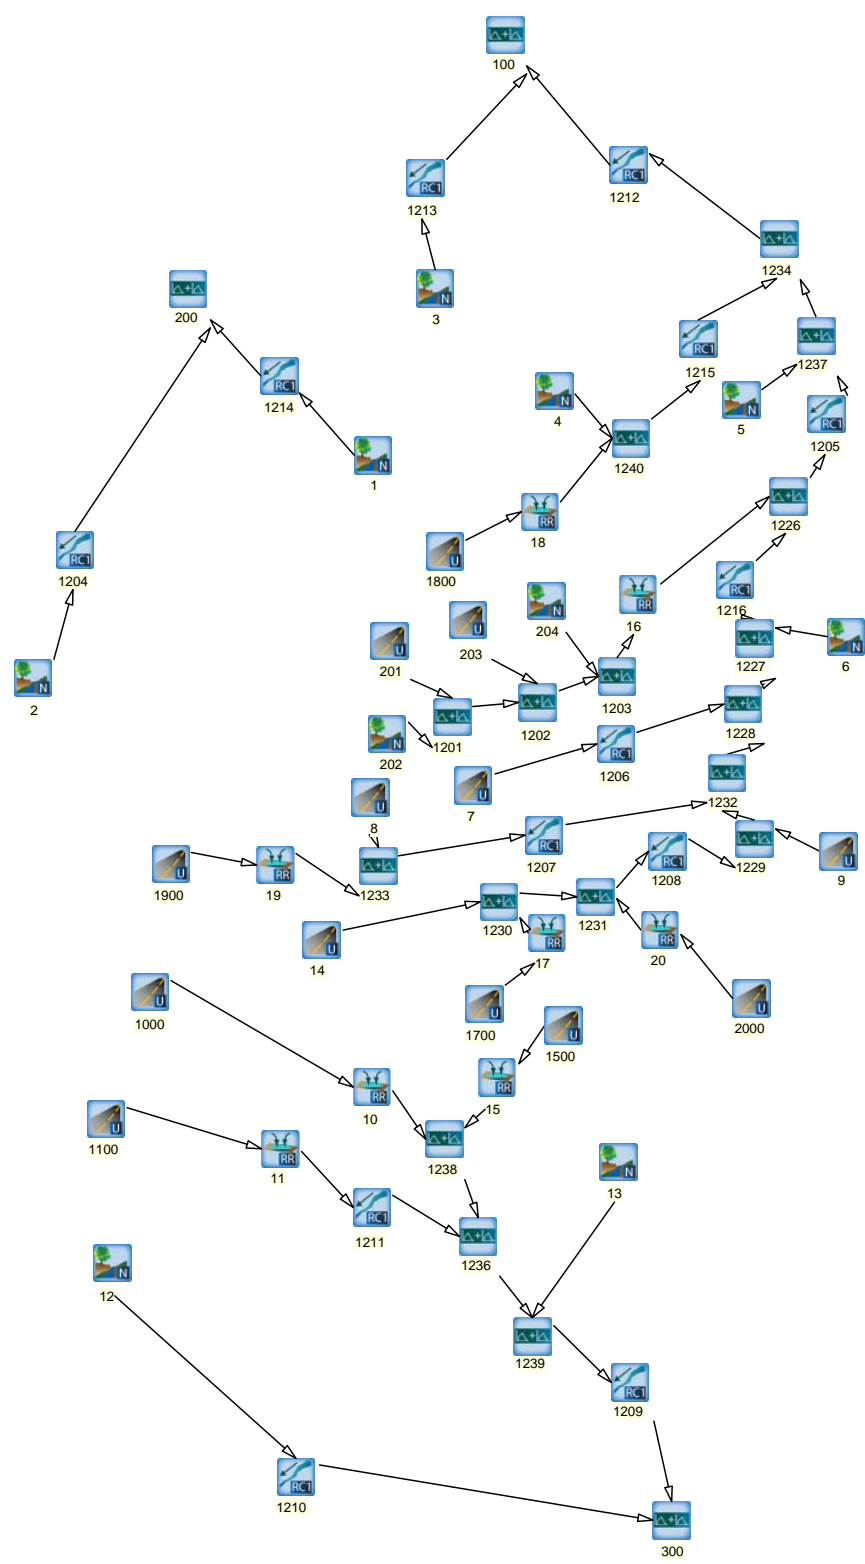 100
RC1
1213
RC1
1212
1234
N
3
200
RC1
1215
1237
RC1
1214
N
4
N
5
RC1
1205
1240
N
1
1226
RR
18
U
1800
RC1
1204
RC1
1216
RR
16
N
204
U
203
U
201
1227
N
6
N
2
1203
1202
1228
1201
N
202
RC1
1206
1232
U
7
U
8
RC1
1207
1229
U
9
RC1
1208
U
1900
RR
19
1233
1231
1230
U
14
RR
17
RR
20
U
1000
U
1700
U
2000
U
1500
RR
15
RR
10
U
1100
1238
RR
11
N
13
RC1
1211
1236
N
12
1239
RC1
1209
RC1
1210
300